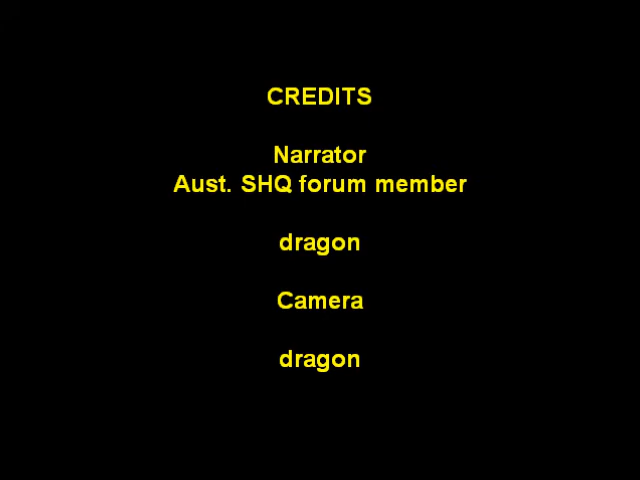 CREDITS
Narrator
Aust. SHQ forum member
dragon
Camera
dragon